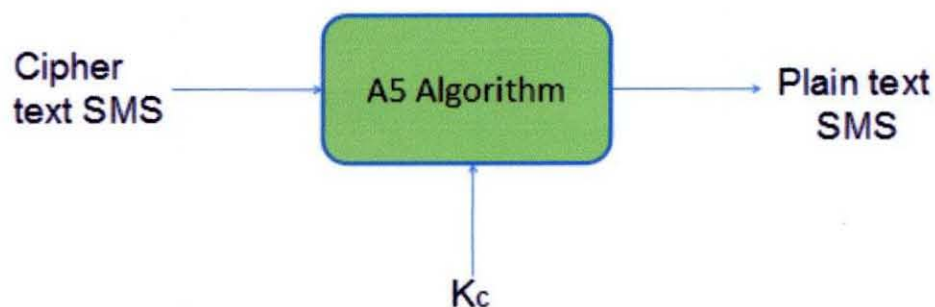 Cipher
text SMS
A5 Algorithm
Plain text
SMS
Kc